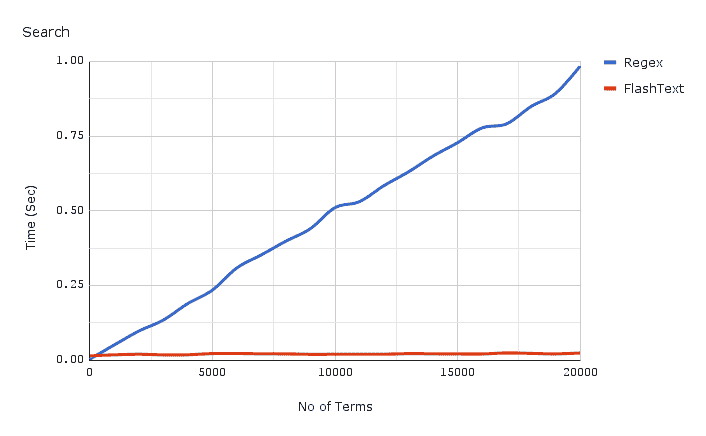 Search
1.00
0.75
0.50
0.25
0.00
Time (Sec)
0
5000
10000
15000
20000
No of Terms
Regex
FlashText